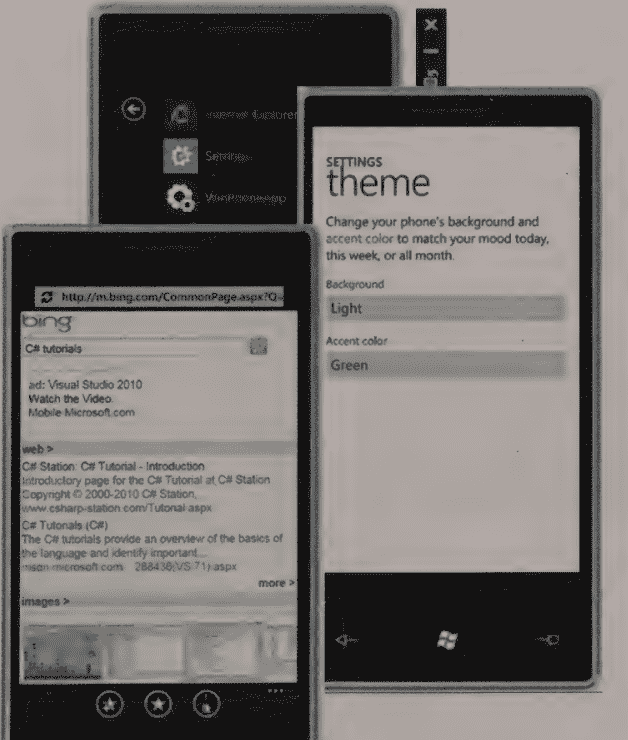 Internet Explorer
Settings
SETTINGS
theme
Change your phone's background and
accent color to match your mood today,
this week, or all month.
Background
Light
Accent color
Green
http://m.bing.com/CommonPage.aspx?Q
bing
C# tutorials
ad: Visual Studio 2010
Watch the Video.
Mobile-Microsoft.com
web >
C# Station: C# Tutorial - Introduction
Introductory page for the C# Tutorial at C# Station
Copyright © 2000-2010 C# Station,
www.csharp-station.com/Tutorial.aspx
C# Tutorials (C#)
The C# tutorials provide an overview of the basics of
the language and identify important...
288436(VS.71).aspx
more >
images >